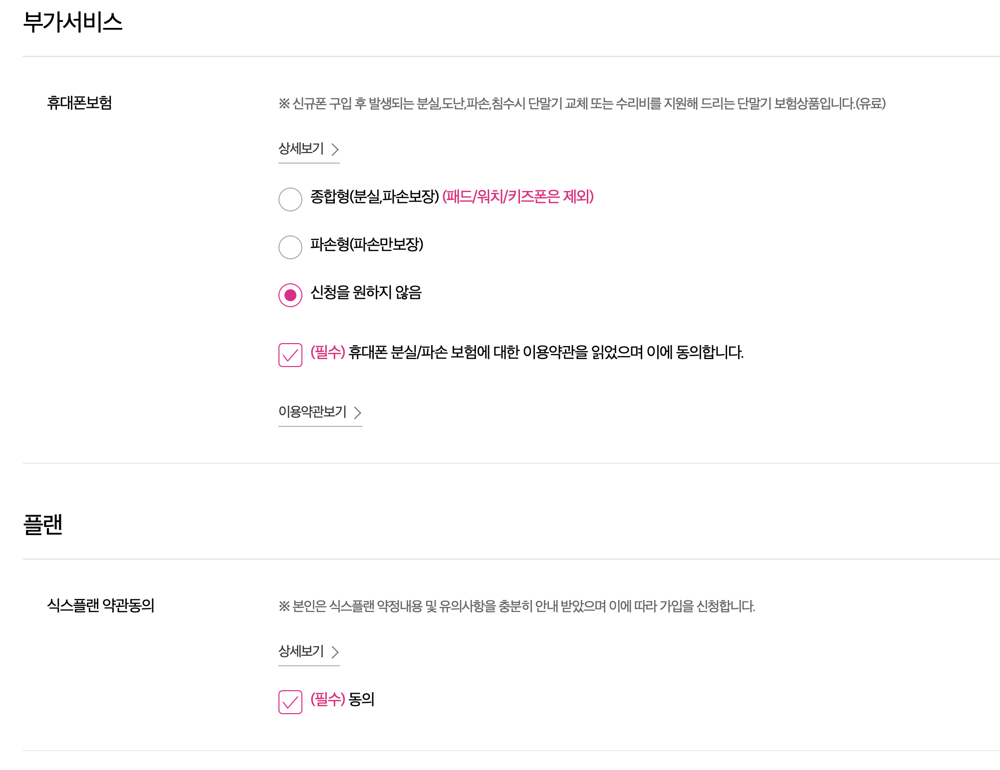 부가서비스
휴대폰보험
※ 신규폰 구입 후 발생되는 분실,도난,파손,침수시 단말기 교체 또는 수리비를 지원해 드리는 단말기 보험상품입니다.(유료)
상세보기
종합형(분실,파손보장) (패드/워치/키즈폰은 제외)
파손형(파손만보장)
신청을 원하지 않음
(필수) 휴대폰 분실/파손 보험에 대한 이용약관을 읽었으며 이에 동의합니다.
이용약관보기
플랜
식스플랜 약관동의
※ 본인은 식스플랜 약정내용 및 유의사항을 충분히 안내 받았으며 이에 따라 가입을 신청합니다.
상세보기
(필수) 동의